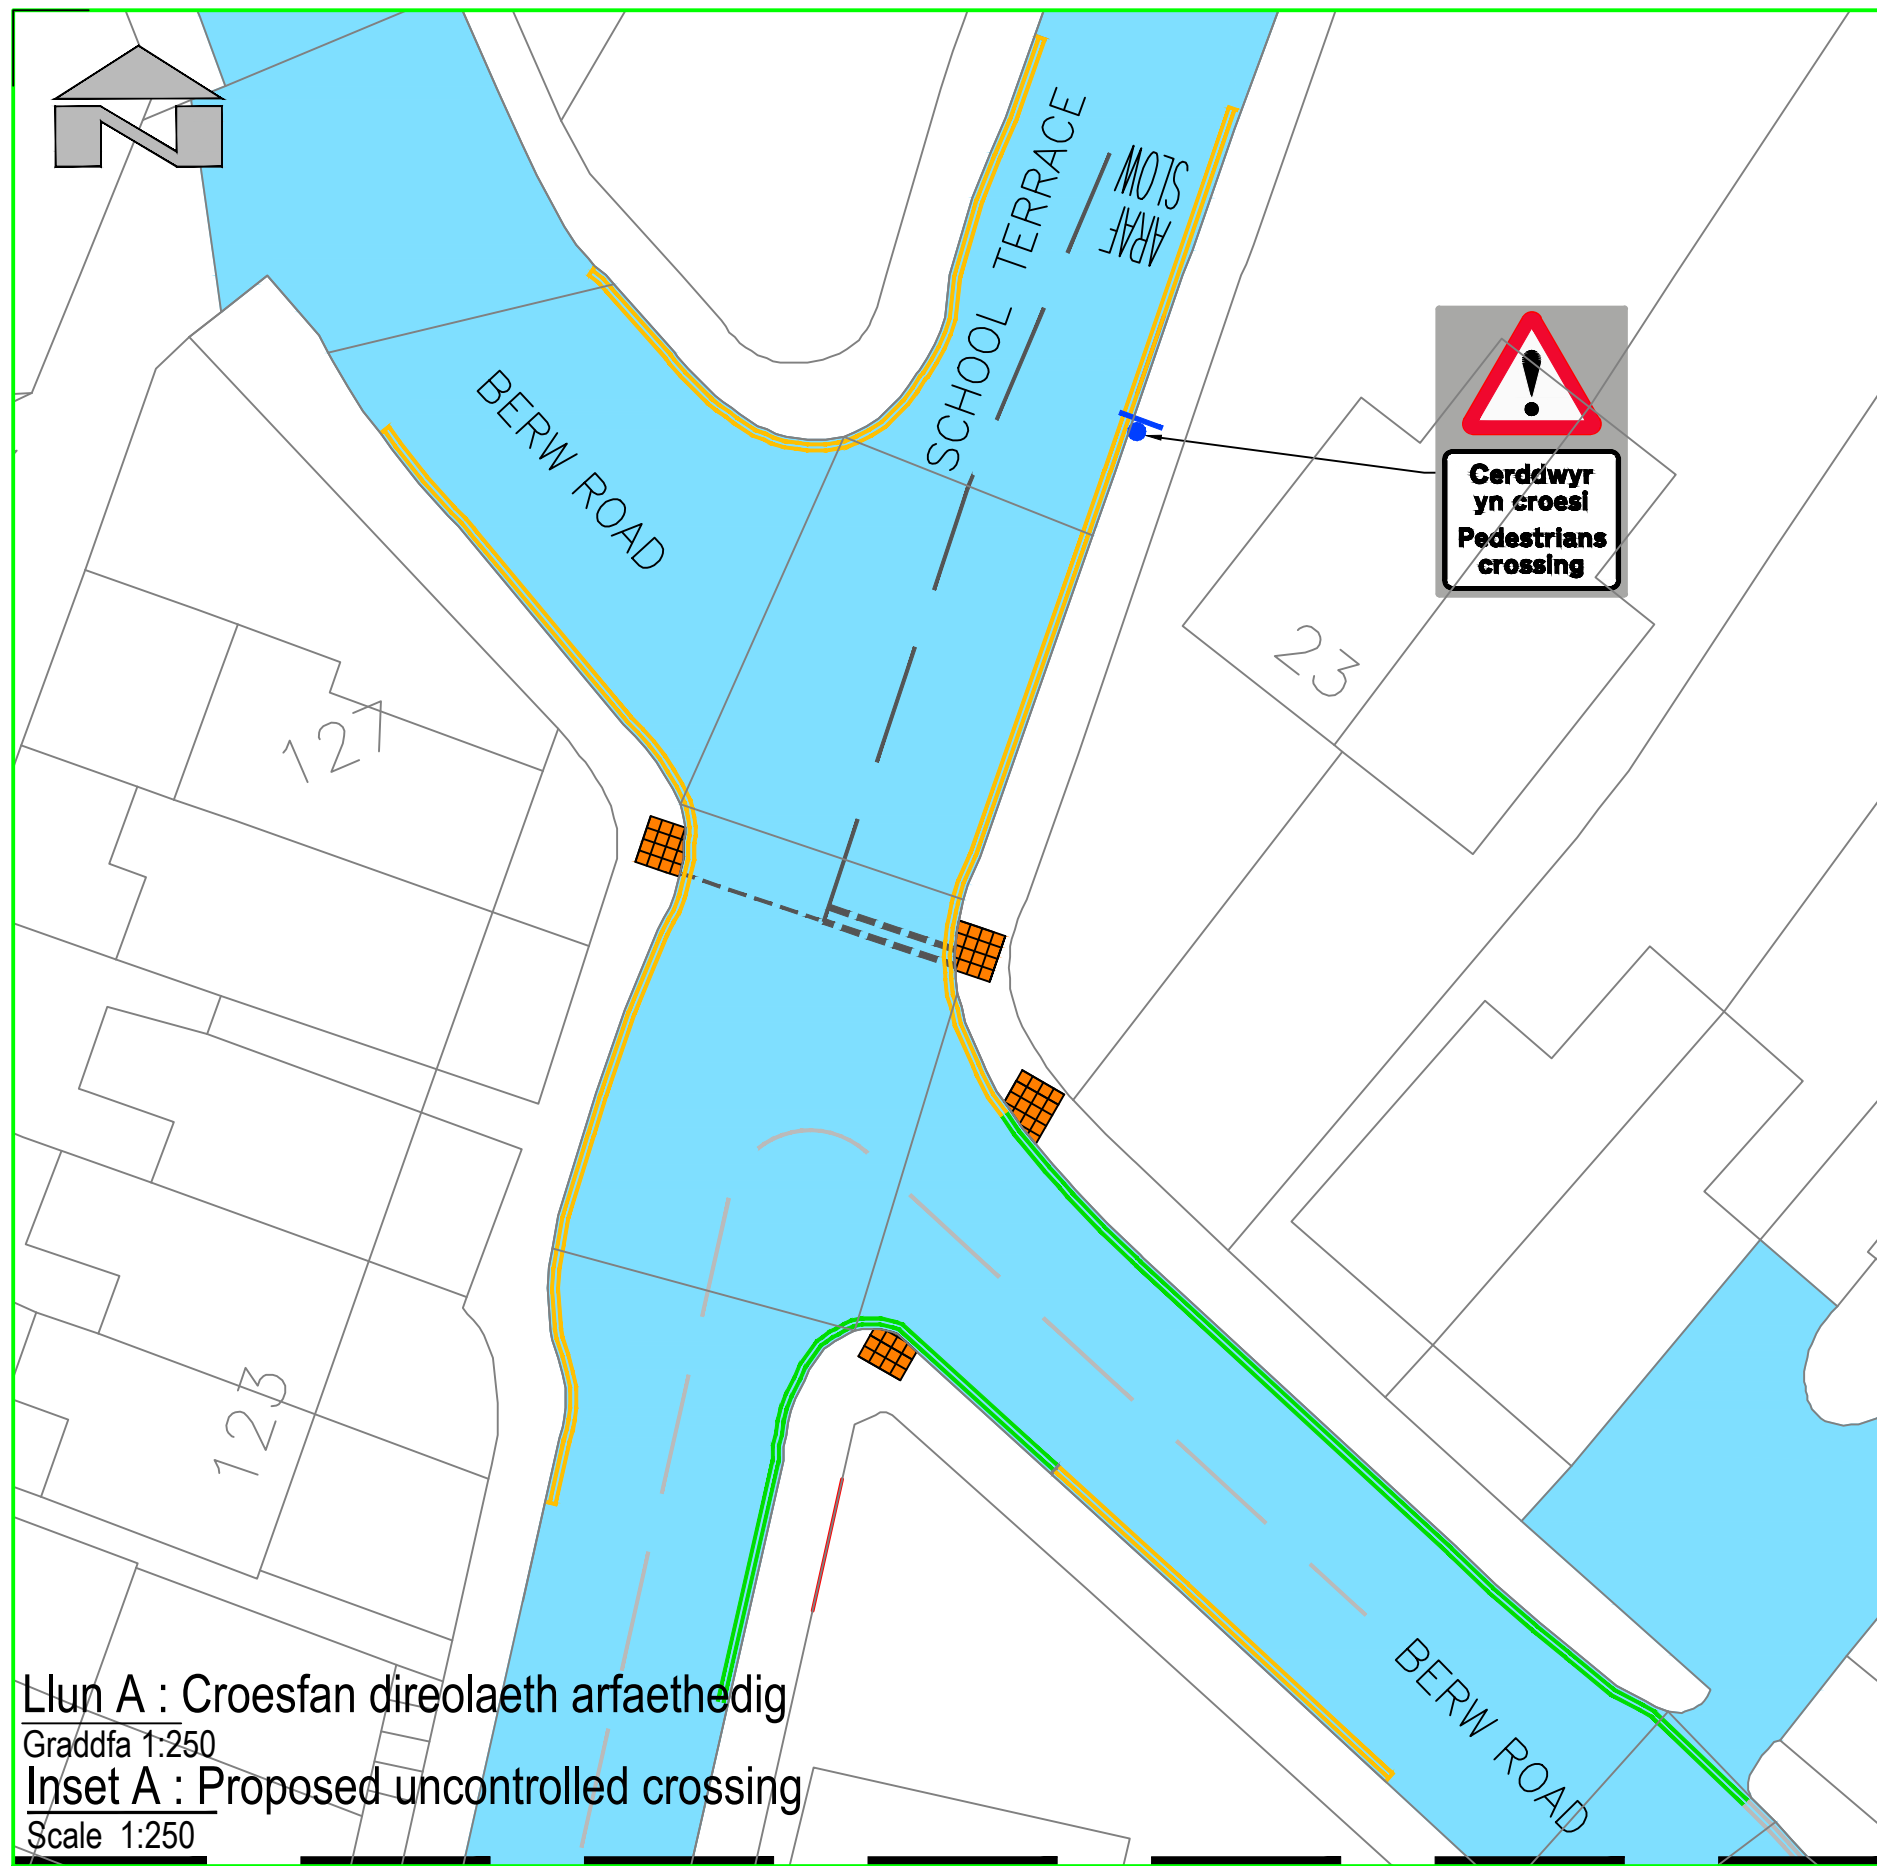 SCHOOL TERRACE
ARAF
SLOW
BERW ROAD
Cerddwyr
yn croesi
Pedestrians
crossing
23
127
123
BERW ROAD
Llun A : Croesfan direolaeth arfaethedig
Graddfa 1:250
Inset A : Proposed uncontrolled crossing
Scale 1:250